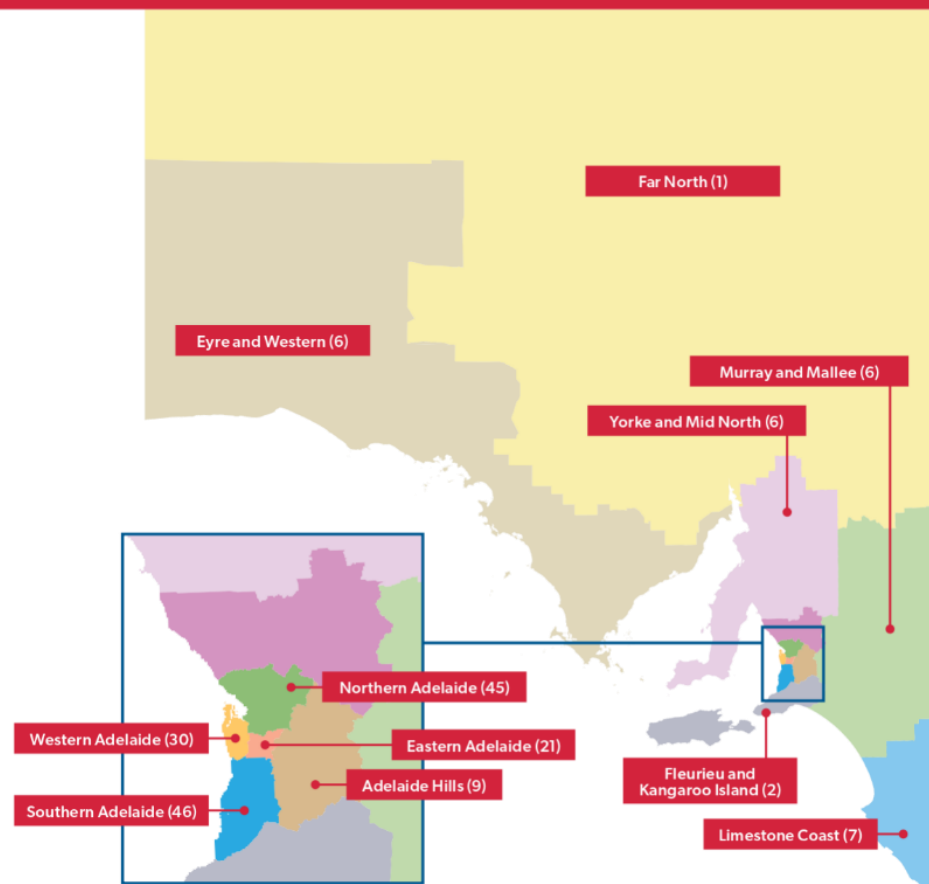 Far North (1)
Eyre and Western (6)
Murray and Mallee (6)
Yorke and Mid North (6)
Northern Adelaide (45)
Western Adelaide (30)
Eastern Adelaide (21)
Adelaide Hills (9)
Southern Adelaide (46)
Fleurieu and
Kangaroo Island (2)
Limestone Coast (7)